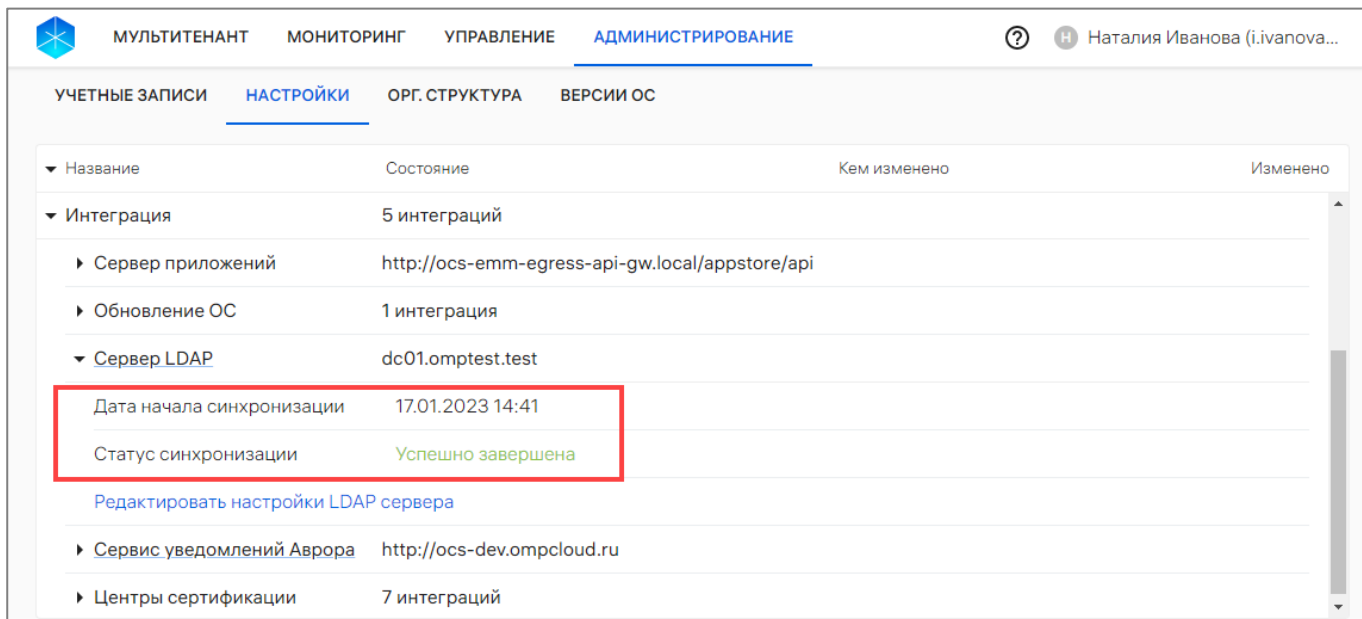 МУЛЬТИТЕНАНТ МОНИТОРИНГ УПРАВЛЕНИЕ АДМИНИСТРИРОВАНИЕ ? Н Наталия Иванова (i.ivanova...
УЧЕТНЫЕ ЗАПИСИ НАСТРОЙКИ ОРГ. СТРУКТУРА ВЕРСИИ ОС
Название Состояние Кем изменено Изменено
Интеграция 5 интеграций
Сервер приложений http://ocs-emm-egress-api-gw.local/appstore/api
Обновление ОС 1 интеграция
Сервер LDAP dc01.omptest.test
Дата начала синхронизации 17.01.2023 14:41
Статус синхронизации Успешно завершена
Редактировать настройки LDAP сервера
Сервис уведомлений Аврора http://ocs-dev.ompcloud.ru
Центры сертификации 7 интеграций